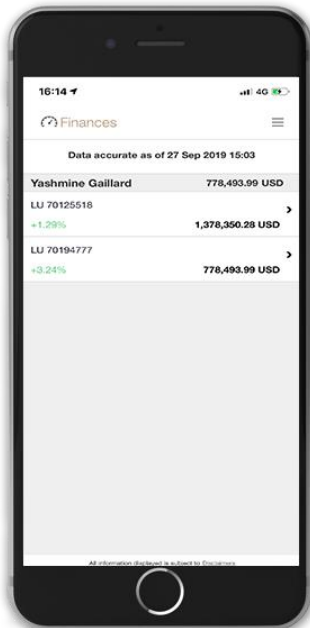 16:14 4G
Finances
Data accurate as of 27 Sep 2019 15:03
Yashmine Gaillard 778,493.99 USD
LU 70125518
+1.29% 1,378,350.28 USD
LU 70194777
+3.24% 778,493.99 USD
All information displayed is subject to Disclaimers